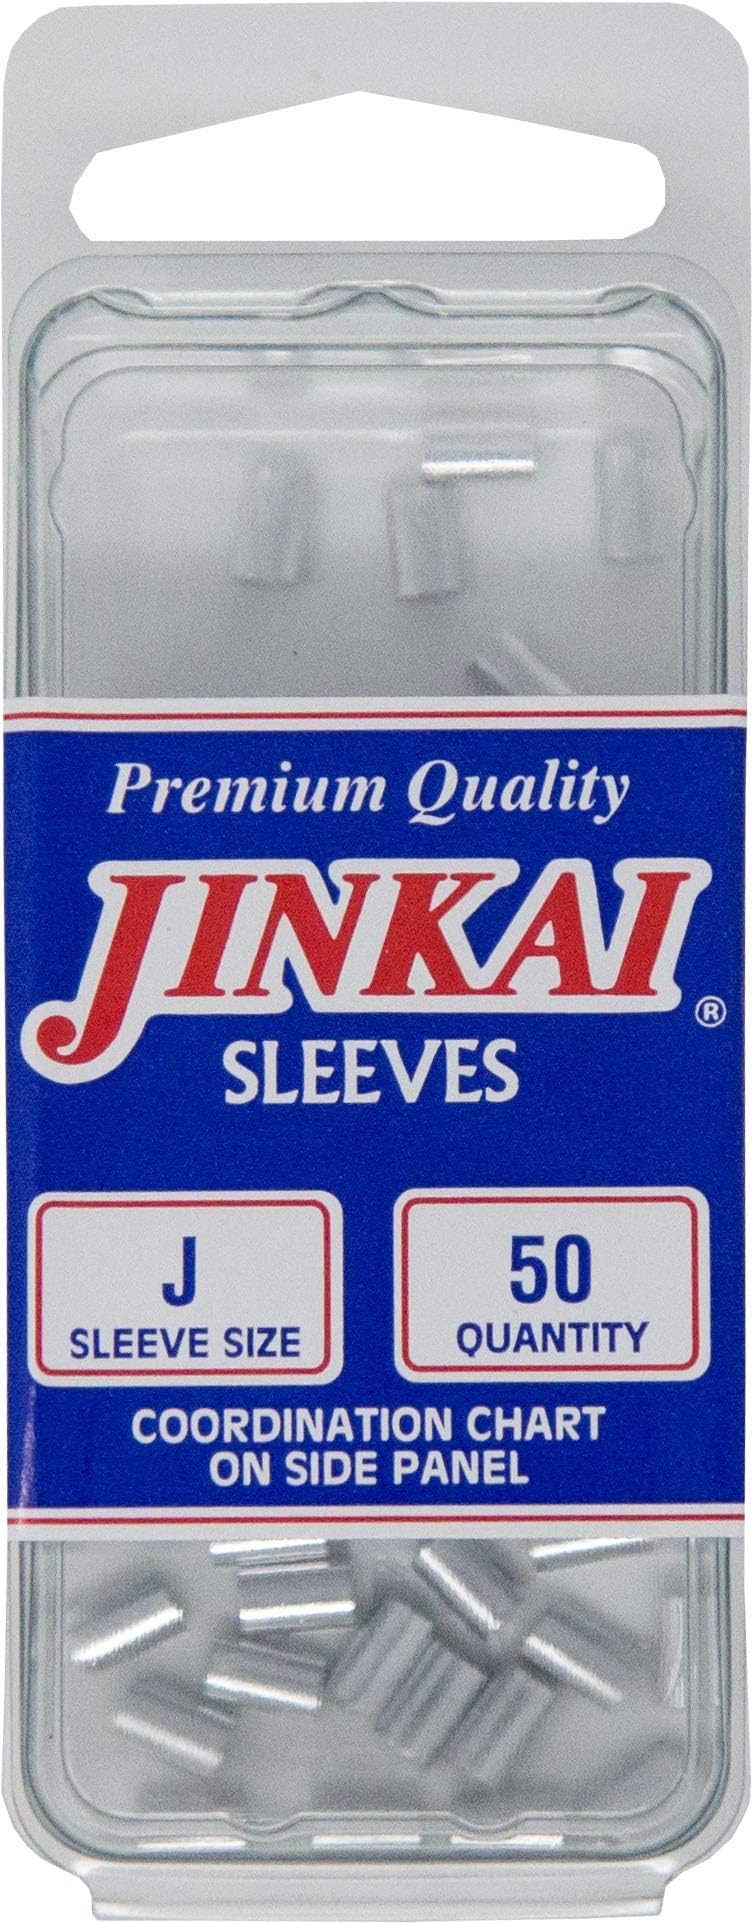 Premium Quality
JINKAI®
SLEEVES
J
SLEEVE SIZE
50
QUANTITY
COORDINATION CHART
ON SIDE PANEL